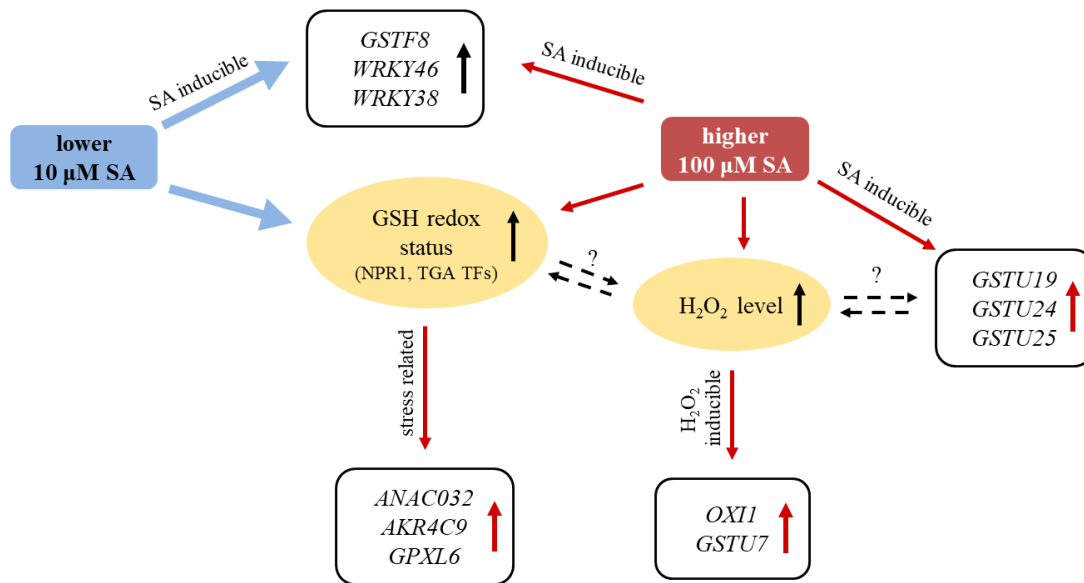 GSTF8
WRKY46
WRKY38
SA inducible
SA inducible
lower
10 µM SA
higher
100 µM SA
SA inducible
GSH redox
status
(NPR1, TGA TFs)
?
H₂O₂ level
?
GSTU19
GSTU24
GSTU25
stress related
H₂O₂
inducible
ANAC032
AKR4C9
GPXL6
OXI1
GSTU7